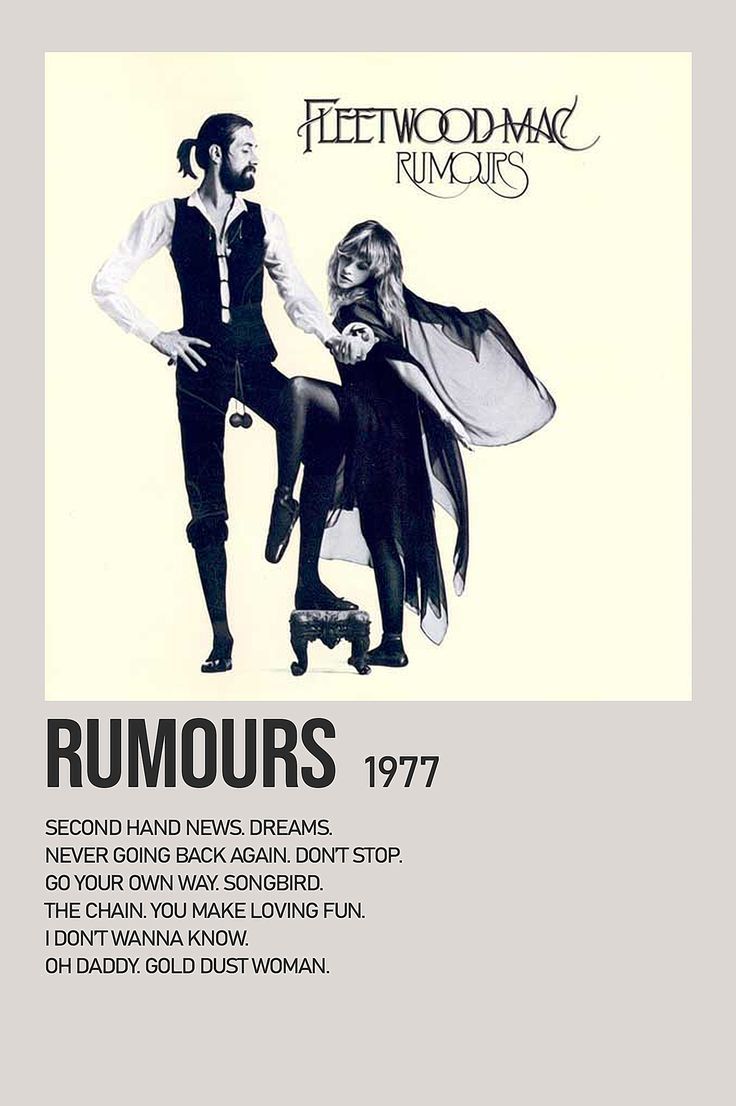 FLEETWOOD MAC
RUMOURS
RUMOURS 1977
SECOND HAND NEWS. DREAMS.
NEVER GOING BACK AGAIN. DON'T STOP.
GO YOUR OWN WAY. SONGBIRD.
THE CHAIN. YOU MAKE LOVING FUN.
I DON'T WANNA KNOW.
OH DADDY. GOLD DUST WOMAN.